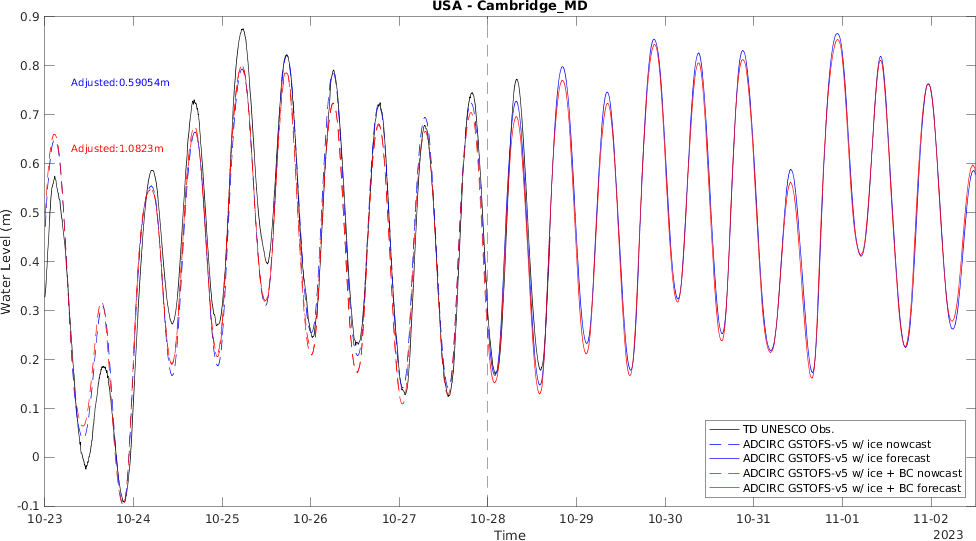 USA - Cambridge_MD
0.9
0.8
0.7
0.6
0.5
0.4
0.3
0.2
0.1
0
-0.1
Water Level (m)
Adjusted:0.59054m
Adjusted:1.0823m
TD UNESCO Obs.
ADCIRC GSTOFS-v5 w/ ice nowcast
ADCIRC GSTOFS-v5 w/ ice forecast
ADCIRC GSTOFS-v5 w/ ice + BC nowcast
ADCIRC GSTOFS-v5 w/ ice + BC forecast
10-23 10-24 10-25 10-26 10-27 10-28 10-29 10-30 10-31 11-01 11-02
Time
2023